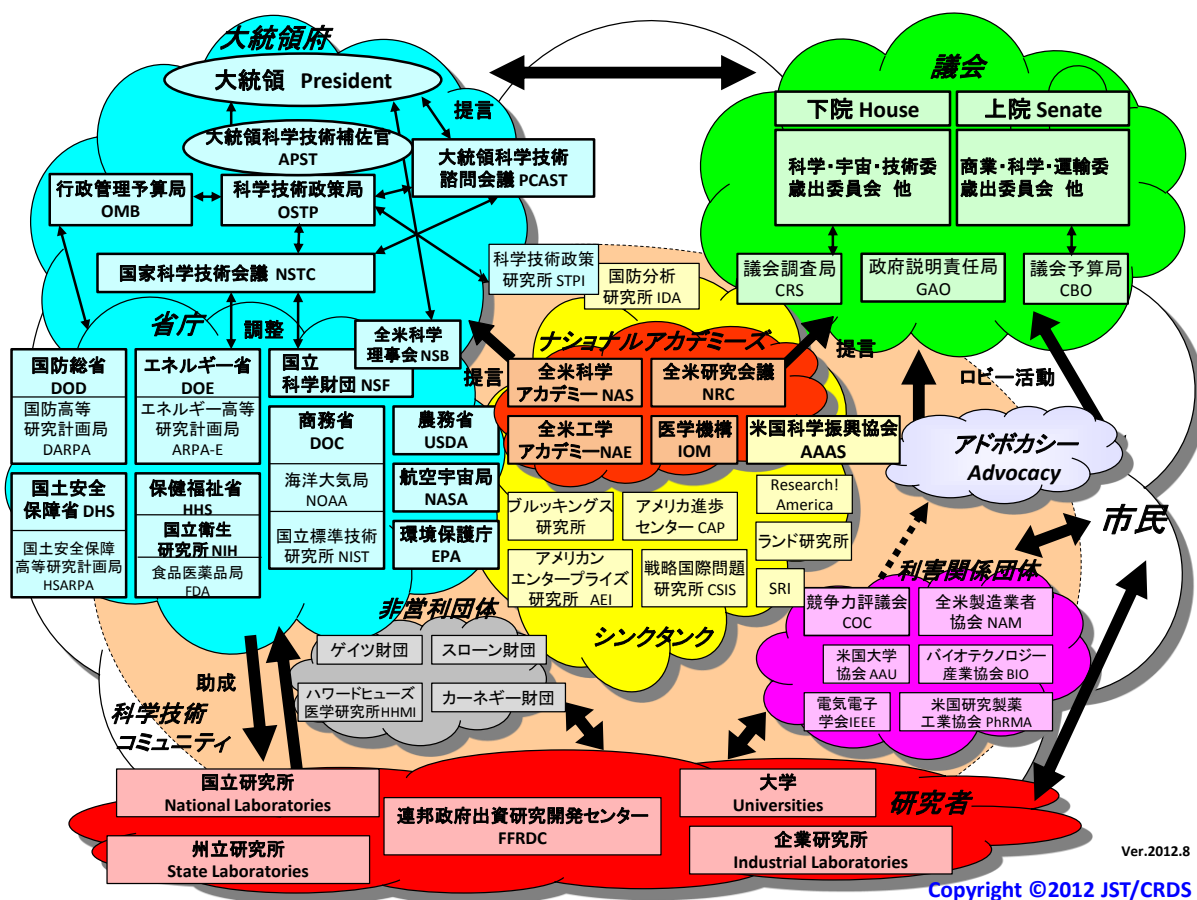 大統領府
大統領 President
大統領科学技術補佐官
APST
提言
大統領科学技術
諮問会議 PCAST
行政管理予算局
OMB
科学技術政策局
OSTP
国家科学技術会議 NSTC
議会
下院 House
上院 Senate
科学・宇宙・技術委
歳出委員会 他
商業・科学・運輸委
歳出委員会 他
議会調査局
CRS
政府説明責任局
GAO
議会予算局
CBO
科学技術政策
研究所 STPI
国防分析
研究所 IDA
省庁
調整
全米科学
理事会 NSB
国防総省
DOD
国防高等
研究計画局
DARPA
エネルギー省
DOE
エネルギー高等
研究計画局
ARPA-E
国立
科学財団 NSF
商務省
DOC
海洋大気局
NOAA
国立標準技術
研究所 NIST
農務省
USDA
航空宇宙局
NASA
環境保護庁
EPA
国土安全
保障省 DHS
国土安全保障
高等研究計画局
HSARPA
保健福祉省
HHS
国立衛生
研究所 NIH
食品医薬品局
FDA
ナショナルアカデミーズ
提言
提言
全米科学
アカデミー NAS
全米研究会議
NRC
全米工学
アカデミーNAE
医学機構
IOM
米国科学振興協会
AAAS
ロビー活動
アドボカシー
Advocacy
ブルッキングス
研究所
アメリカ進歩
センター CAP
Research!
America
ランド研究所
アメリカン
エンタープライズ
研究所 AEI
戦略国際問題
研究所 CSIS
SRI
シンクタンク
市民
利害関係団体
競争力評議会
COC
全米製造業者
協会 NAM
米国大学
協会 AAU
バイオテクノロジー
産業協会 BIO
電気電子
学会IEEE
米国研究製薬
工業協会 PhRMA
非営利団体
ゲイツ財団
スローン財団
ハワードヒューズ
医学研究所HHMI
カーネギー財団
助成
科学技術
コミュニティ
国立研究所
National Laboratories
州立研究所
State Laboratories
連邦政府出資研究開発センター
FFRDC
大学
Universities
企業研究所
Industrial Laboratories
研究者
Ver.2012.8
Copyright ©2012 JST/CRDS